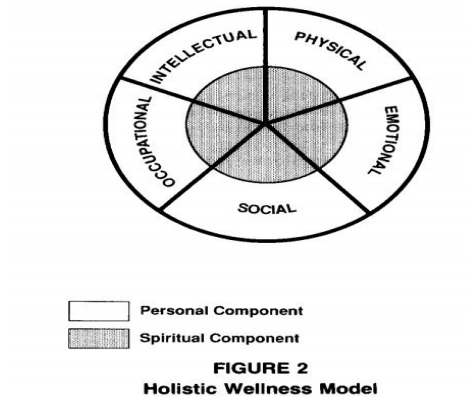 INTELLECTUAL
PHYSICAL
OCCUPATIONAL
EMOTIONAL
SOCIAL
Personal Component
Spiritual Component
FIGURE 2
Holistic Wellness Model